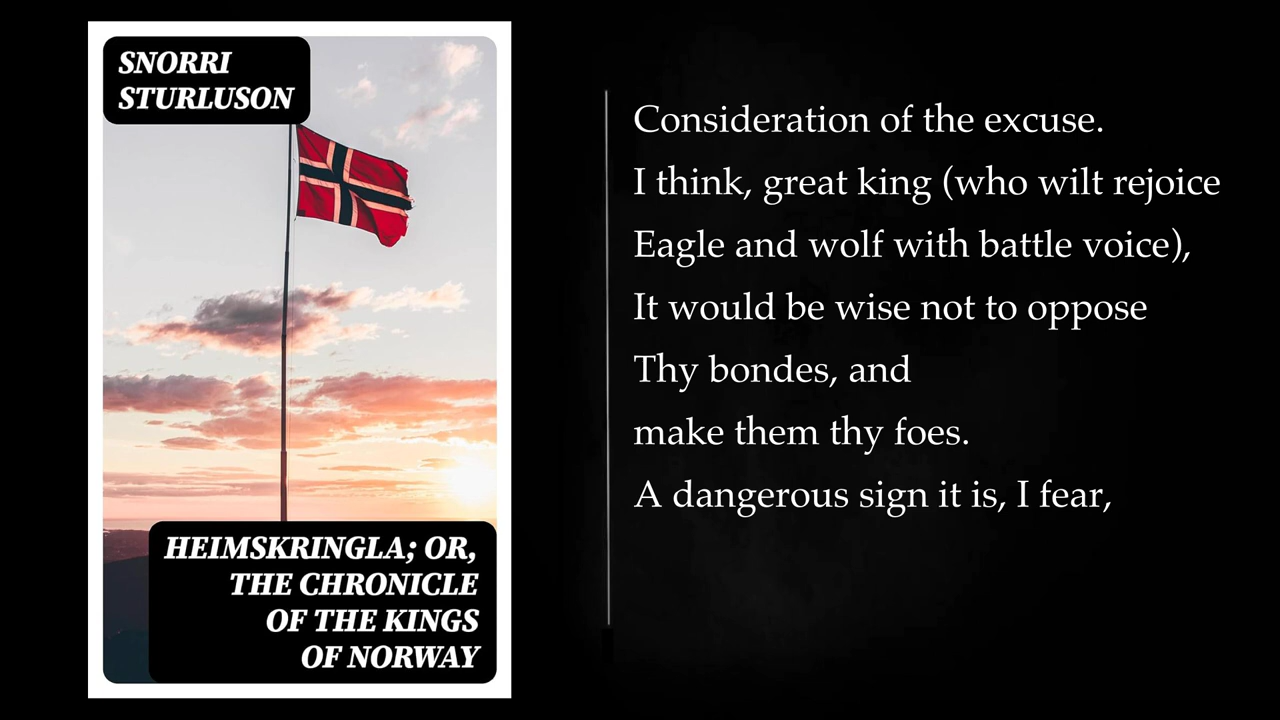 SNORRI
STURLUSON
HEIMSKRINGLA; OR,
THE CHRONICLE
OF THE KINGS
OF NORWAY
Consideration of the excuse.
I think, great king (who wilt rejoice
Eagle and wolf with battle voice),
It would be wise not to oppose
Thy bondes, and
make them thy foes.
A dangerous sign it is, I fear,